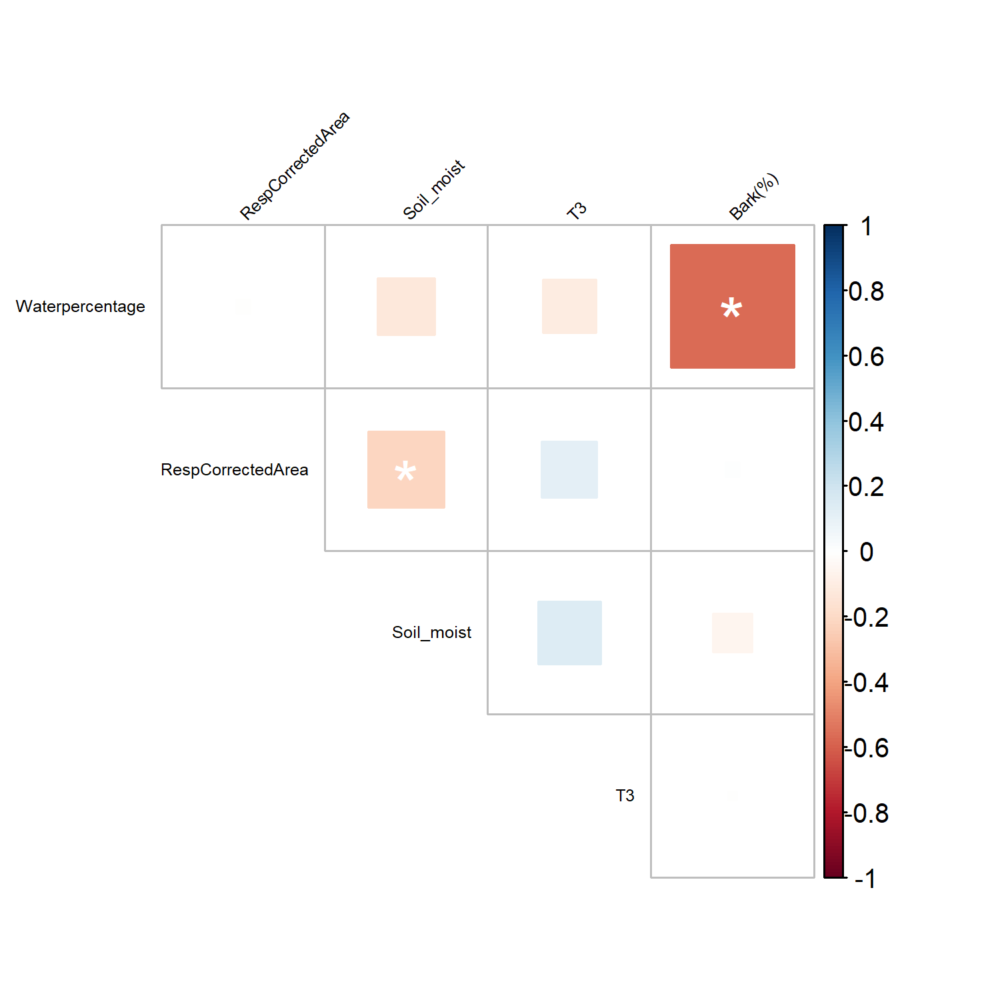 RespCorrectedArea
Soil_moist
T3
Bark(%)
Waterpercentage
*
RespCorrectedArea
*
Soil_moist
T3
1
0.8
0.6
0.4
0.2
0
-0.2
-0.4
-0.6
-0.8
-1